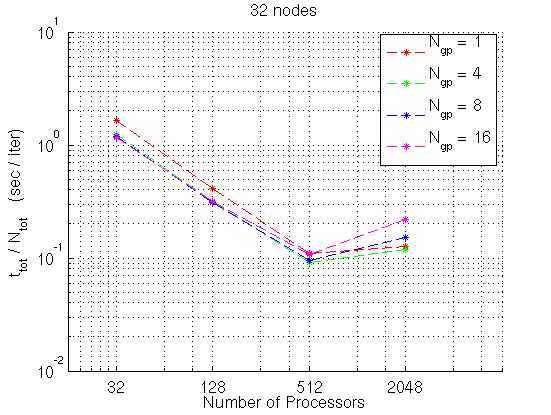 32 nodes
10^1
10^0
10^-1
10^-2
t_tot / N_tot (sec / iter)
N_gp = 1
N_gp = 4
N_gp = 8
N_gp = 16
32 128 512 2048
Number of Processors